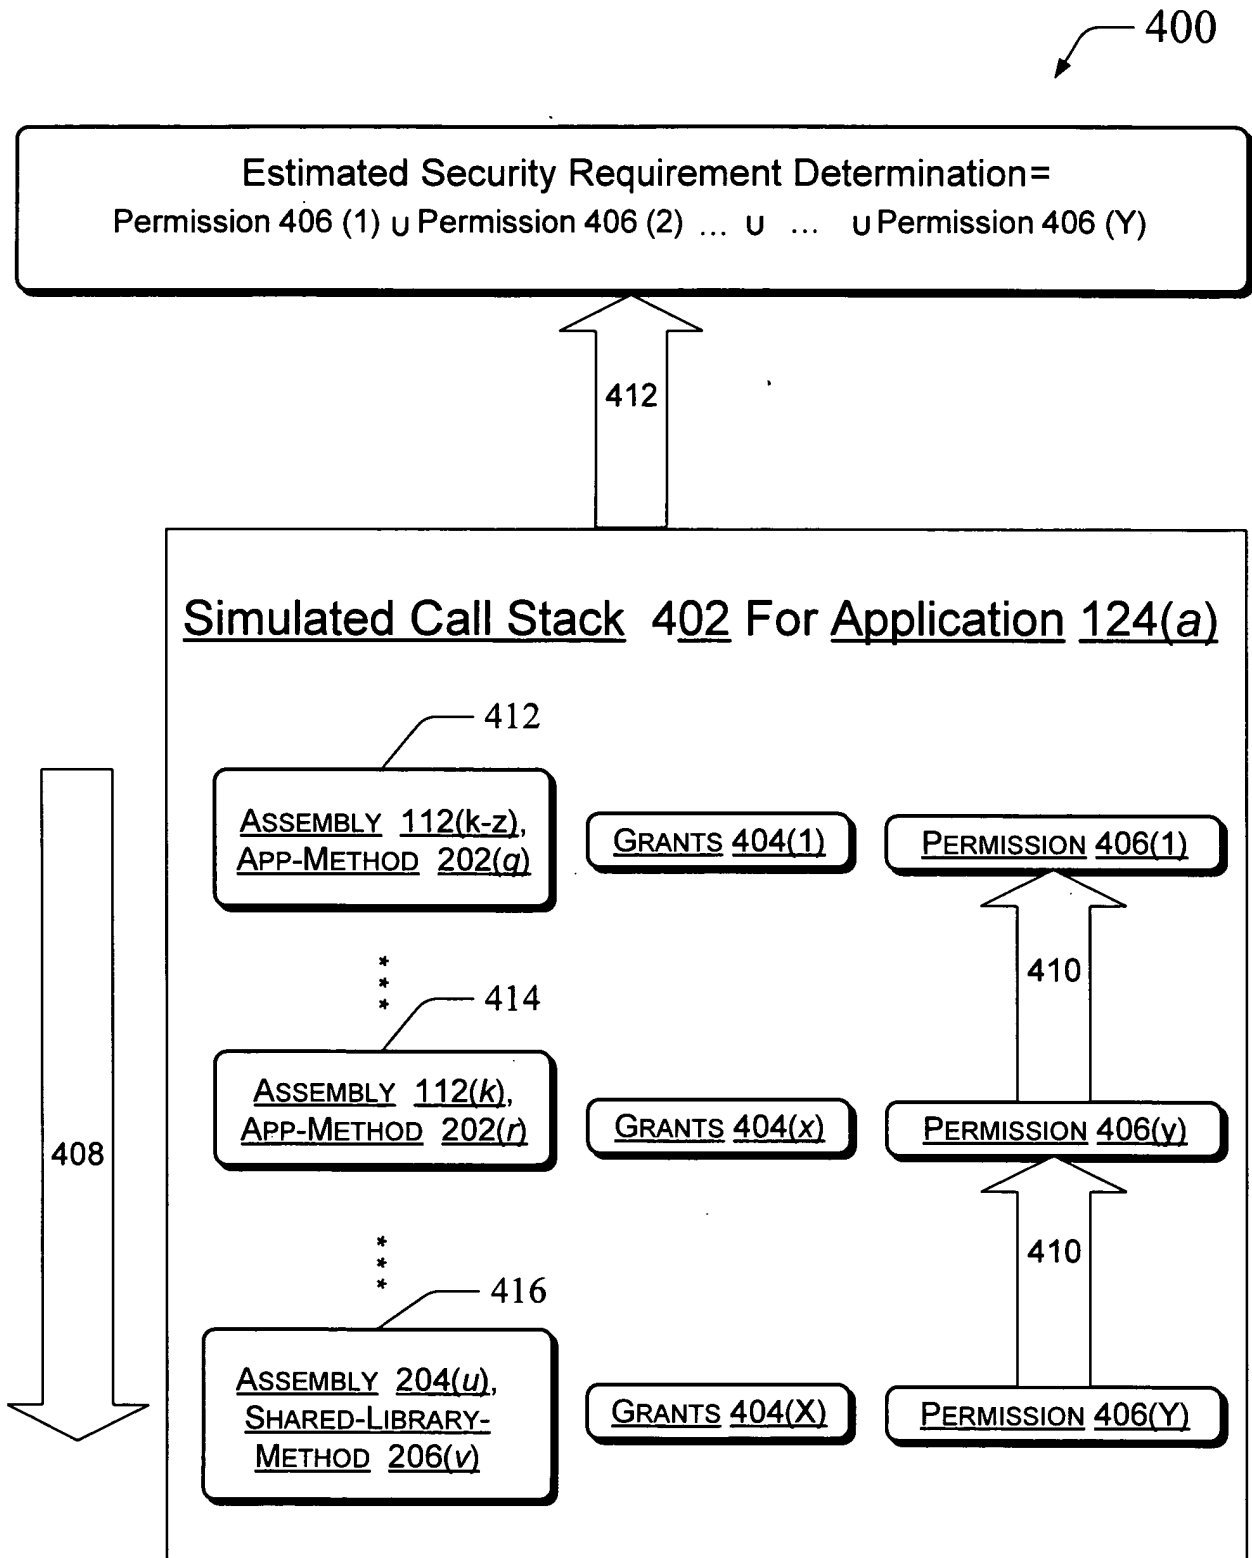 400
Estimated Security Requirement Determination=
Permission 406 (1) ∪ Permission 406 (2) ... ∪ ... ∪ Permission 406 (Y)
412
Simulated Call Stack 402 For Application 124(a)
412
ASSEMBLY 112(k-z),
APP-METHOD 202(q)
GRANTS 404(1)
PERMISSION 406(1)
***
410
414
ASSEMBLY 112(k),
APP-METHOD 202(r)
GRANTS 404(x)
PERMISSION 406(y)
408
***
410
416
ASSEMBLY 204(u),
SHARED-LIBRARY-
METHOD 206(v)
GRANTS 404(X)
PERMISSION 406(Y)